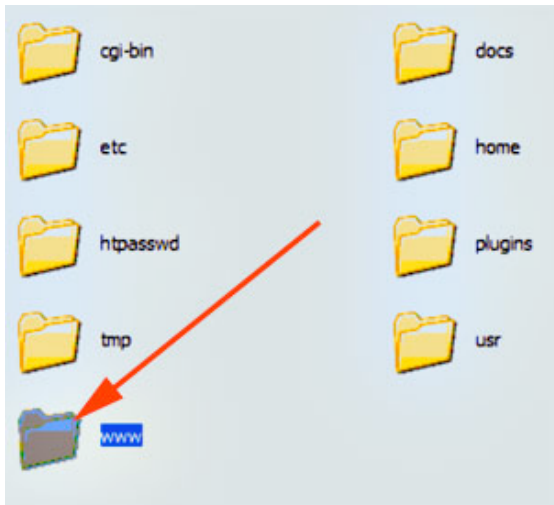 cgi-bin
docs
etc
home
htpasswd
plugins
tmp
usr
www